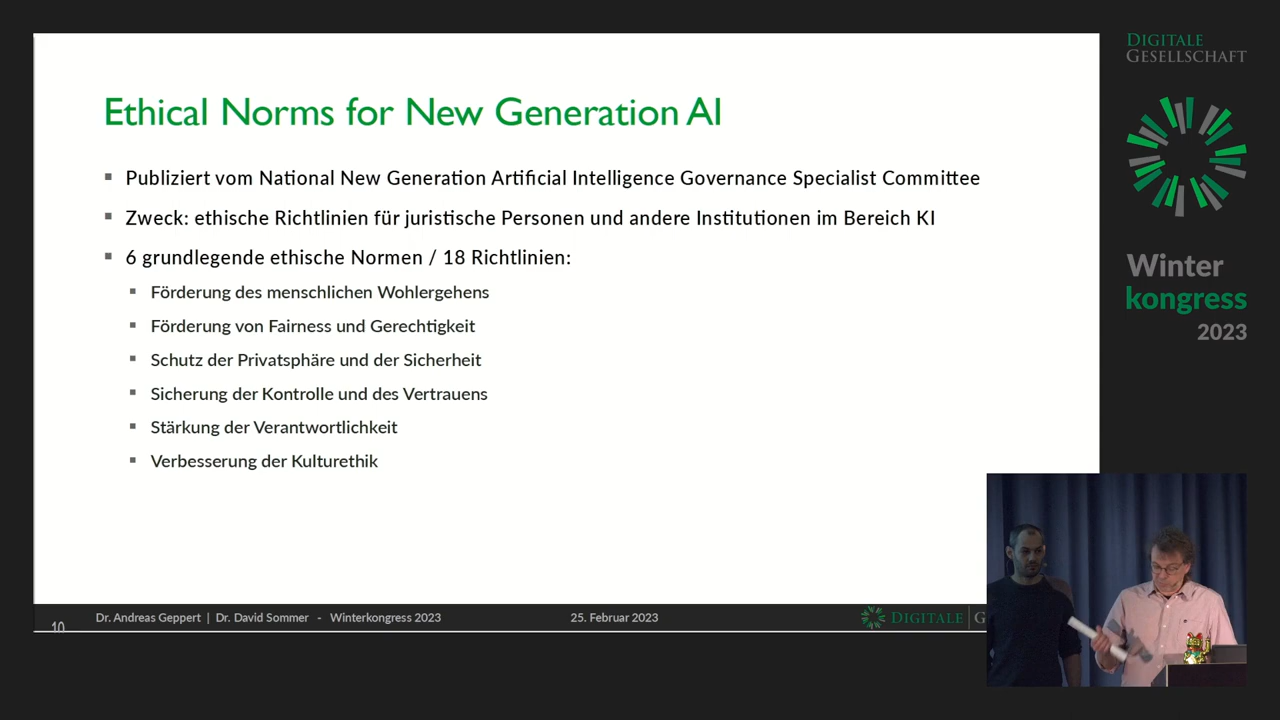 Ethical Norms for New Generation AI
Publiziert vom National New Generation Artificial Intelligence Governance Specialist Committee
Zweck: ethische Richtlinien für juristische Personen und andere Institutionen im Bereich KI
6 grundlegende ethische Normen / 18 Richtlinien:
Förderung des menschlichen Wohlergehens
Förderung von Fairness und Gerechtigkeit
Schutz der Privatsphäre und der Sicherheit
Sicherung der Kontrolle und des Vertrauens
Stärkung der Verantwortlichkeit
Verbesserung der Kulturethik
10
Dr. Andreas Geppert | Dr. David Sommer - Winterkongress 2023
25. Februar 2023
DIGITALE G
DIGITALE
GESELLSCHAFT
Winter
kongress
2023